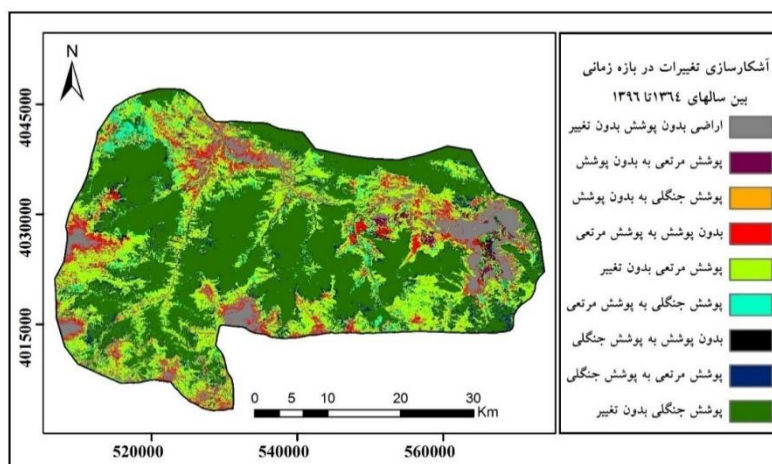 آشکارسازی تغییرات در بازه زمانی
بین سالهای ١٣٦٤تا ١٣٩٦
اراضی بدون پوشش بدون تغییر
پوشش مرتعی به بدون پوشش
پوشش جنگلی به بدون پوشش
بدون پوشش به پوشش مرتعی
پوشش مرتعی بدون تغییر
پوشش جنگلی به پوشش مرتعی
بدون پوشش به پوشش جنگلی
پوشش مرتعی به پوشش جنگلی
پوشش جنگلی بدون تغییر
N
4045000
4030000
4015000
0 5 10 20 30
Km
520000 540000 560000